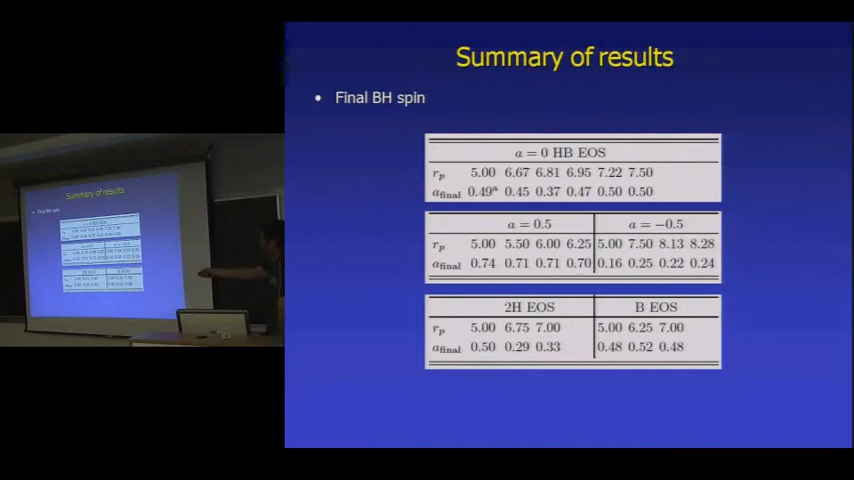 Summary of results
• Final BH spin
a = 0 HB EOS
r_p 5.00 6.67 6.81 6.95 7.22 7.50
a_final 0.49^a 0.45 0.37 0.47 0.50 0.50
a = 0.5 a = −0.5
r_p 5.00 5.50 6.00 6.25 5.00 7.50 8.13 8.28
a_final 0.74 0.71 0.71 0.70 0.16 0.25 0.22 0.24
2H EOS B EOS
r_p 5.00 6.75 7.00 5.00 6.25 7.00
a_final 0.50 0.29 0.33 0.48 0.52 0.48
Summary of results